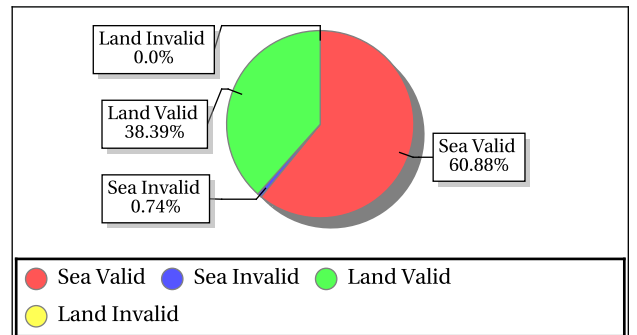 Land Invalid
0.0%
Land Valid
38.39%
Sea Valid
60.88%
Sea Invalid
0.74%
Sea Valid
Sea Invalid
Land Valid
Land Invalid